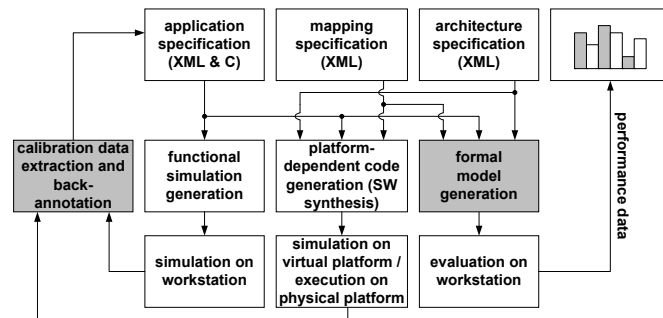 application
specification
(XML & C)
mapping
specification
(XML)
architecture
specification
(XML)
calibration data
extraction and
back-
annotation
functional
simulation
generation
platform-
dependent code
generation (SW
synthesis)
formal
model
generation
performance data
simulation on
workstation
simulation on
virtual platform /
execution on
physical platform
evaluation on
workstation